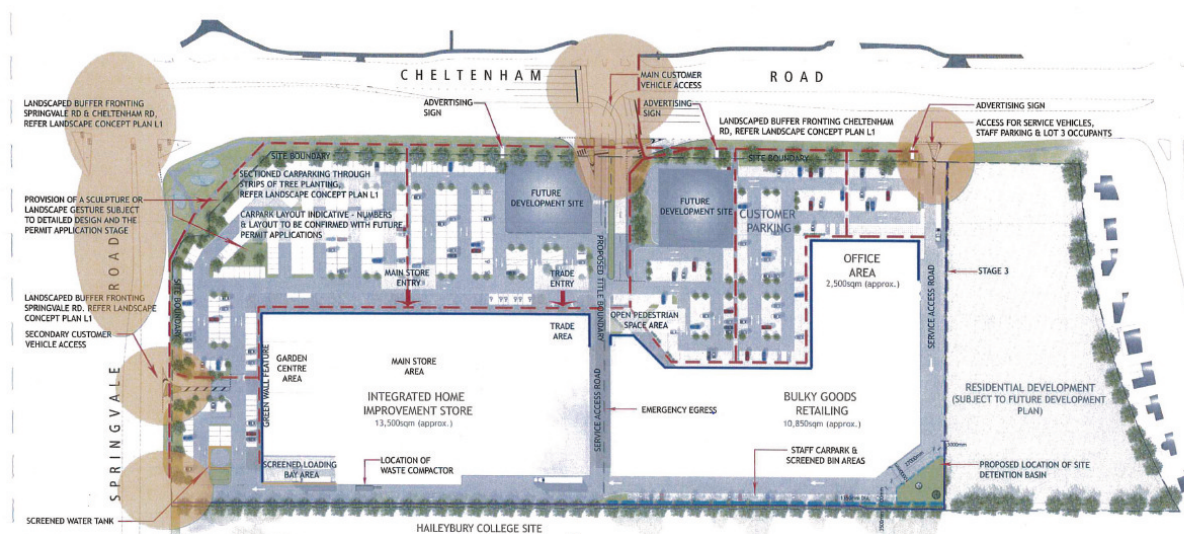 CHELTENHAM ROAD
LANDSCAPED BUFFER FRONTING
SPRINGVALE RD & CHELTENHAM RD,
REFER LANDSCAPE CONCEPT PLAN L1
ADVERTISING
SIGN
MAIN CUSTOMER
VEHICLE ACCESS
ADVERTISING
SIGN
LANDSCAPED BUFFER FRONTING CHELTENHAM
RD, REFER LANDSCAPE CONCEPT PLAN L1
ADVERTISING SIGN
ACCESS FOR SERVICE VEHICLES,
STAFF PARKING & LOT 3 OCCUPANTS
SITE BOUNDARY
SITE BOUNDARY
SECTIONED CARPARKING THROUGH
STRIPS OF TREE PLANTING,
REFER LANDSCAPE CONCEPT PLAN L1
PROVISION OF A SCULPTURE OR
LANDSCAPE GESTURE SUBJECT
TO DETAILED DESIGN AND THE
PERMIT APPLICATION STAGE
CARPARK LAYOUT INDICATIVE - NUMBERS
& LAYOUT TO BE CONFIRMED WITH FUTURE
PERMIT APPLICATIONS
FUTURE
DEVELOPMENT SITE
FUTURE
DEVELOPMENT SITE
CUSTOMER
PARKING
OFFICE
AREA
2,500sqm (approx.)
STAGE 3
MAIN STORE
ENTRY
TRADE
ENTRY
PROPOSED TITLE BOUNDARY
SERVICE ACCESS ROAD
LANDSCAPED BUFFER FRONTING
SPRINGVALE RD. REFER LANDSCAPE
CONCEPT PLAN L1
SITE BOUNDARY
SECONDARY CUSTOMER
VEHICLE ACCESS
OPEN PEDESTRIAN
SPACE AREA
TRADE
AREA
GREEN WALL FEATURE
GARDEN
CENTRE
AREA
MAIN STORE
AREA
INTEGRATED HOME
IMPROVEMENT STORE
13,500sqm (approx.)
SERVICE ACCESS ROAD
EMERGENCY EGRESS
BULKY GOODS
RETAILING
10,850sqm (approx.)
RESIDENTIAL DEVELOPMENT
(SUBJECT TO FUTURE DEVELOPMENT
PLAN)
SPRINGVALE ROAD
SCREENED LOADING
BAY AREA
LOCATION OF
WASTE COMPACTOR
STAFF CARPARK &
SCREENED BIN AREAS
PROPOSED LOCATION OF SITE
DETENTION BASIN
SCREENED WATER TANK
HAILEYBURY COLLEGE SITE